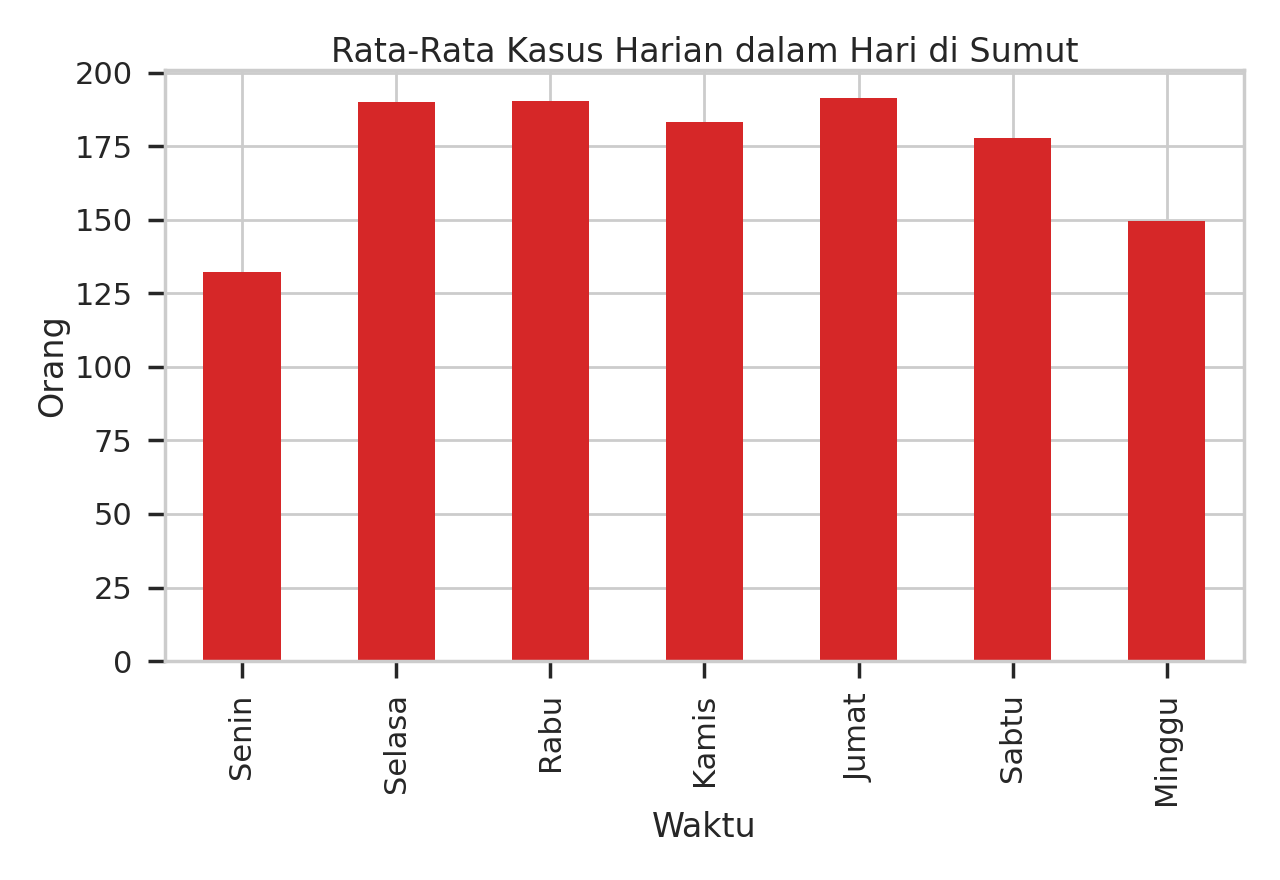 Rata-Rata Kasus Harian dalam Hari di Sumut
200
175
150
125
100
75
50
25
0
Orang
Senin
Selasa
Rabu
Kamis
Jumat
Sabtu
Minggu
Waktu